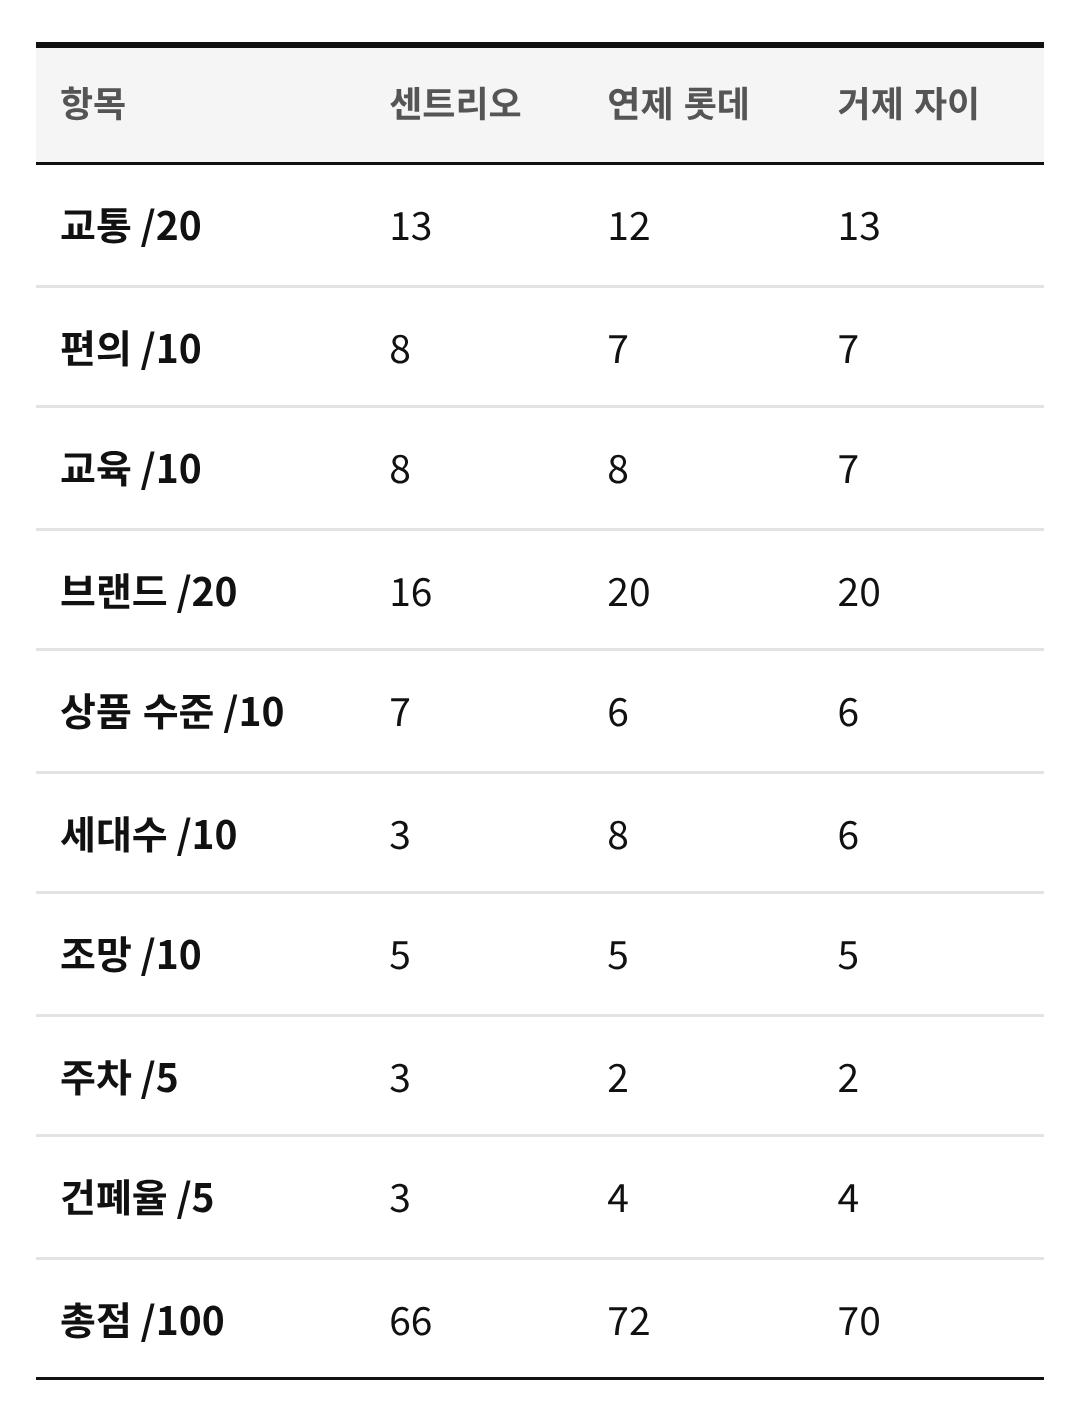 항목 센트리오 연제 롯데 거제 자이
교통 /20 13 12 13
편의 /10 8 7 7
교육 /10 8 8 7
브랜드 /20 16 20 20
상품 수준 /10 7 6 6
세대수 /10 3 8 6
조망 /10 5 5 5
주차 /5 3 2 2
건폐율 /5 3 4 4
총점 /100 66 72 70